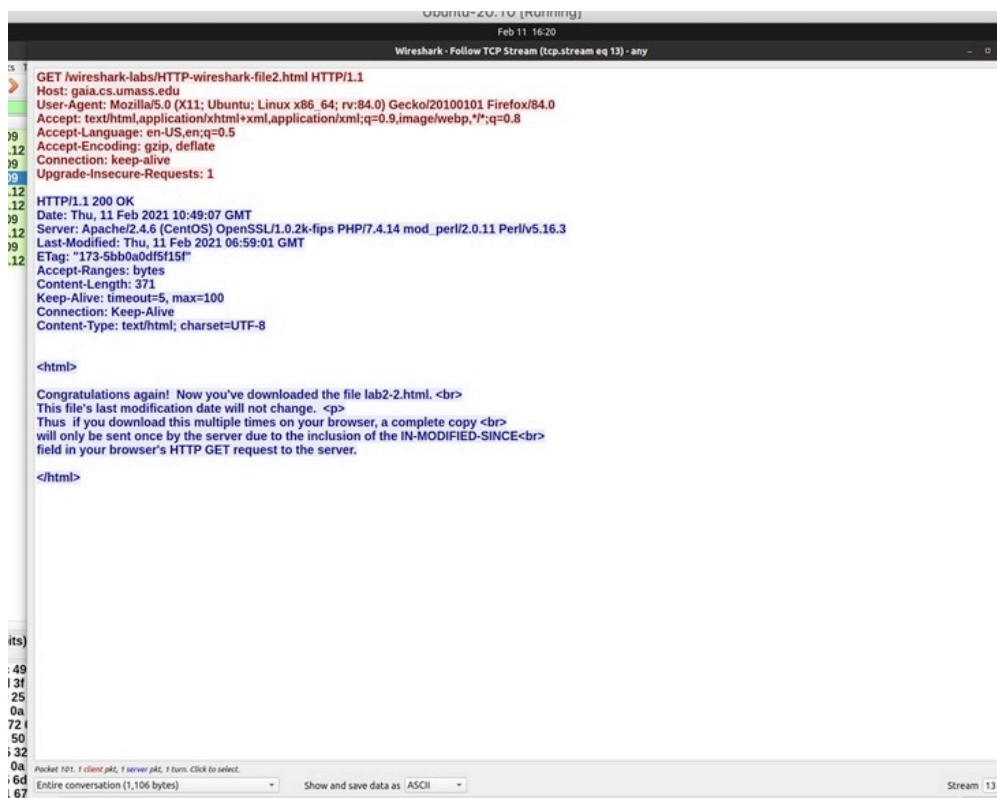 Ubuntu-20.10 [Running]
Feb 11 16:20
Wireshark · Follow TCP Stream (tcp.stream eq 13) · any
GET /wireshark-labs/HTTP-wireshark-file2.html HTTP/1.1
Host: gaia.cs.umass.edu
User-Agent: Mozilla/5.0 (X11; Ubuntu; Linux x86_64; rv:84.0) Gecko/20100101 Firefox/84.0
Accept: text/html,application/xhtml+xml,application/xml;q=0.9,image/webp,*/*;q=0.8
Accept-Language: en-US,en;q=0.5
Accept-Encoding: gzip, deflate
Connection: keep-alive
Upgrade-Insecure-Requests: 1
HTTP/1.1 200 OK
Date: Thu, 11 Feb 2021 10:49:07 GMT
Server: Apache/2.4.6 (CentOS) OpenSSL/1.0.2k-fips PHP/7.4.14 mod_perl/2.0.11 Perl/v5.16.3
Last-Modified: Thu, 11 Feb 2021 06:59:01 GMT
ETag: "173-5bb0a0df5f15f"
Accept-Ranges: bytes
Content-Length: 371
Keep-Alive: timeout=5, max=100
Connection: Keep-Alive
Content-Type: text/html; charset=UTF-8
<html>
Congratulations again!  Now you've downloaded the file lab2-2.html. <br>
This file's last modification date will not change.  <p>
Thus  if you download this multiple times on your browser, a complete copy <br>
will only be sent once by the server due to the inclusion of the IN-MODIFIED-SINCE<br>
field in your browser's HTTP GET request to the server.
</html>
Packet 101. 1 client pkt, 1 server pkt, 1 turn. Click to select.
Entire conversation (1,106 bytes)
Show and save data as ASCII
Stream 13